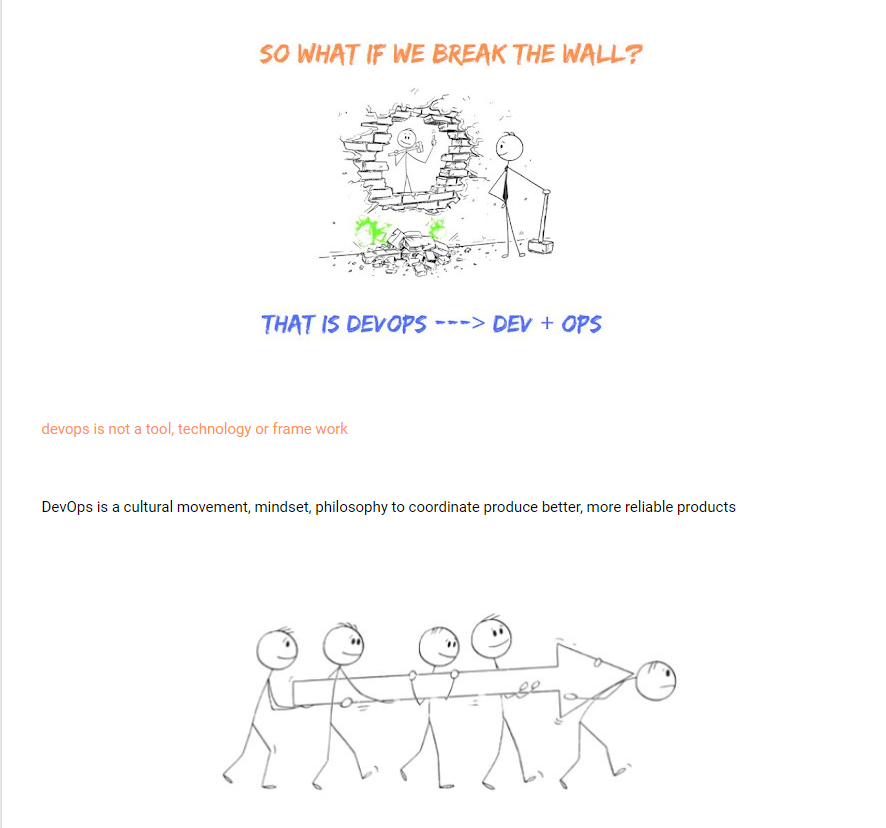 SO WHAT IF WE BREAK THE WALL?
THAT IS DEVOPS ---> DEV + OPS
devops is not a tool, technology or frame work
DevOps is a cultural movement, mindset, philosophy to coordinate produce better, more reliable products